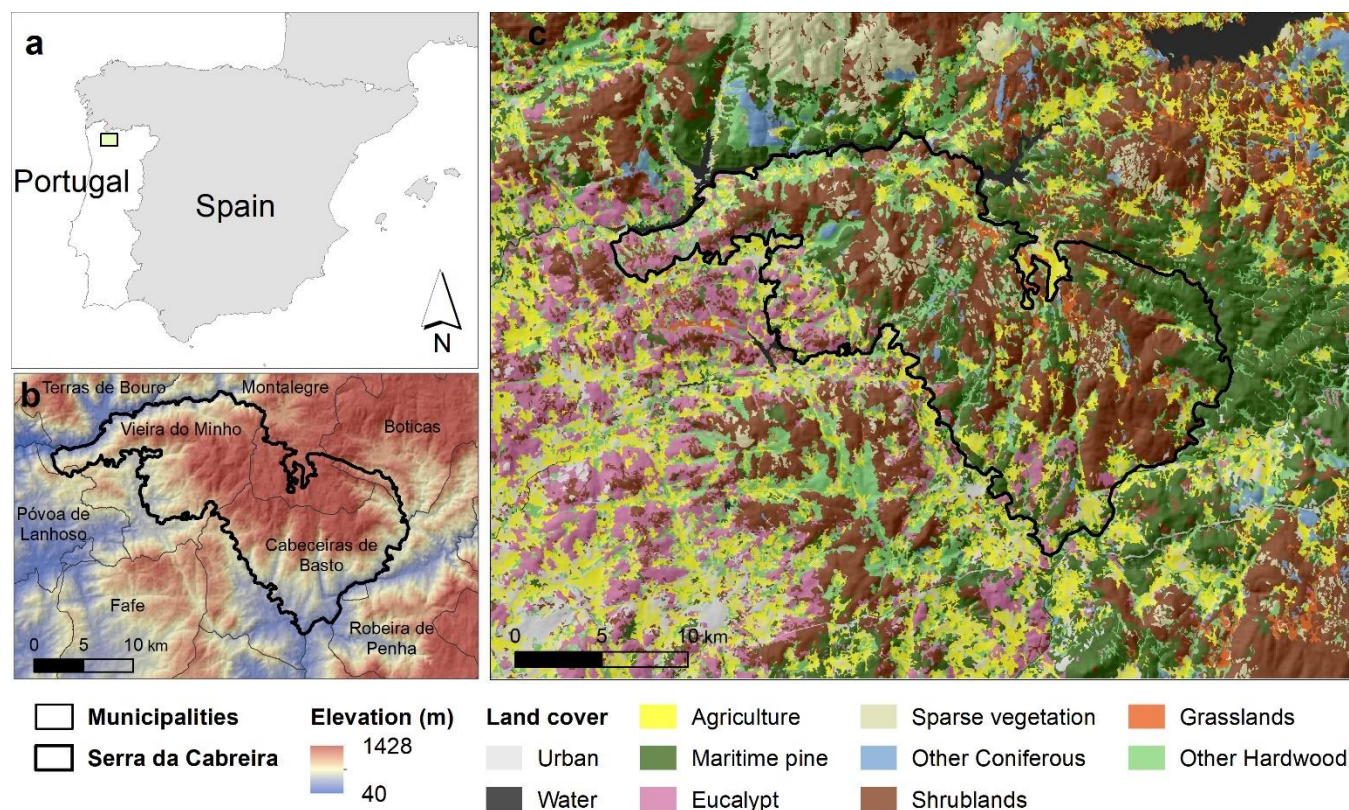 a
Portugal
Spain
N
b
Terras de Bouro
Montalegre
Vieira do Minho
Boticas
Póvoa de
Lanhoso
Cabeceiras de
Basto
Fafe
Robeira de
Penha
0 5 10 km
c
0 5 10 km
Municipalities
Serra da Cabreira
Elevation (m)
1428
40
Land cover
Urban
Water
Agriculture
Maritime pine
Eucalypt
Sparse vegetation
Other Coniferous
Shrublands
Grasslands
Other Hardwood